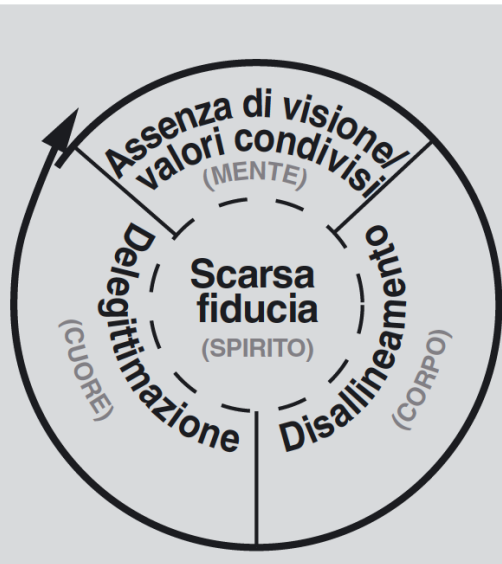 Assenza di visione/
valori condivisi
(MENTE)
Disallineamento
(CORPO)
Delegittimazione
(CUORE)
Scarsa
fiducia
(SPIRITO)